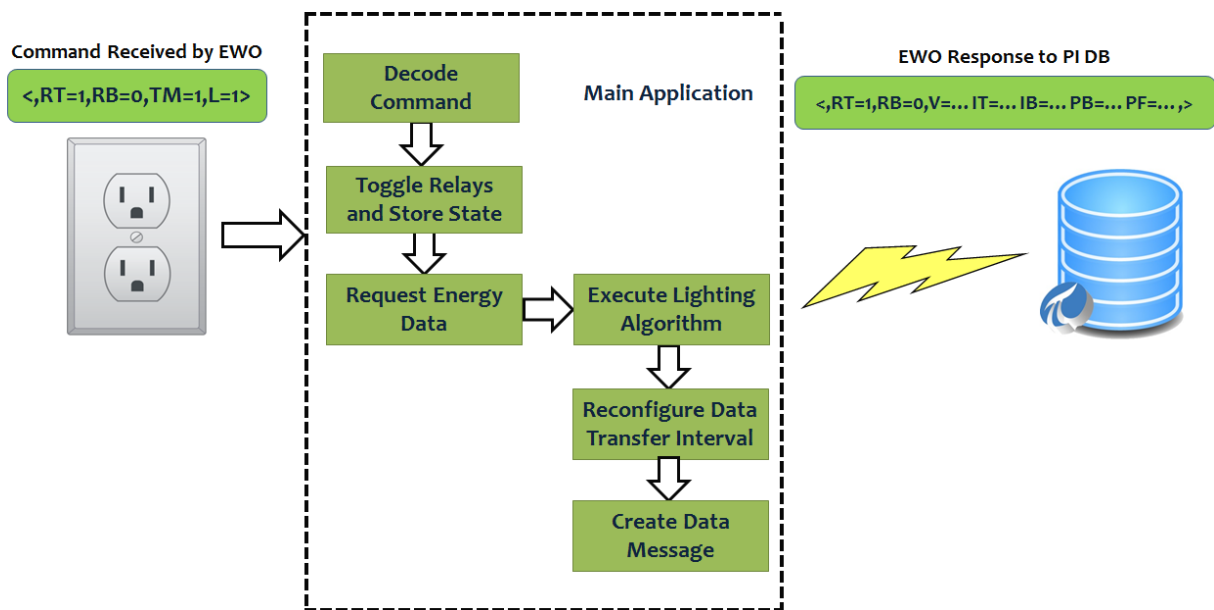 Command Received by EWO
<,RT=1,RB=0,TM=1,L=1>
Decode
Command
Main Application
Toggle Relays
and Store State
Request Energy
Data
Execute Lighting
Algorithm
Reconfigure Data
Transfer Interval
Create Data
Message
EWO Response to PI DB
<,RT=1,RB=0,V=... IT=... IB=... PB=... PF=... ,>